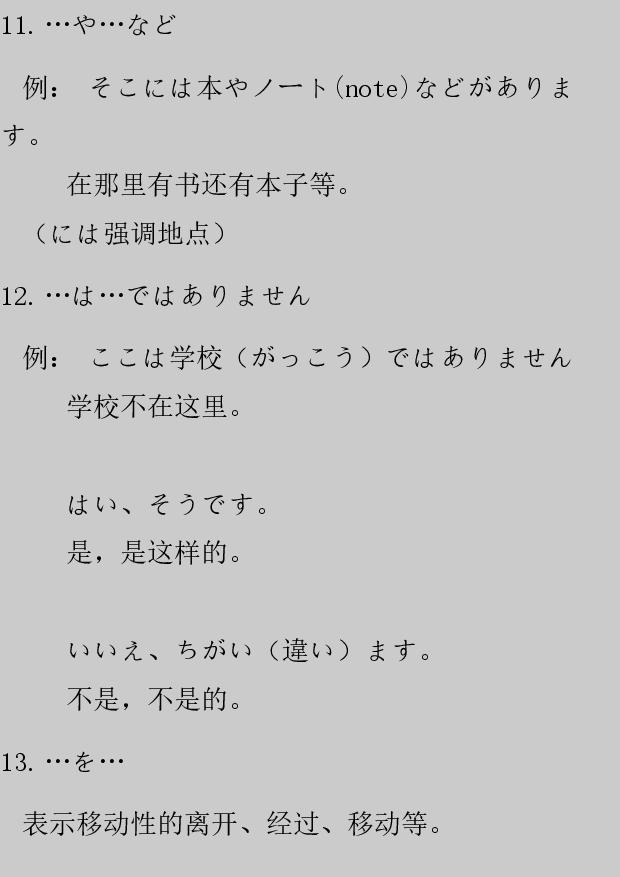 11. …や…など
例： そこには本やノート(note)などがありま
す。
在那里有书还有本子等。
（には强调地点）
12. …は…ではありません
例： ここは学校（がっこう）ではありません
学校不在这里。
はい、そうです。
是，是这样的。
いいえ、ちがい（違い）ます。
不是，不是的。
13. …を…
表示移动性的离开、经过、移动等。